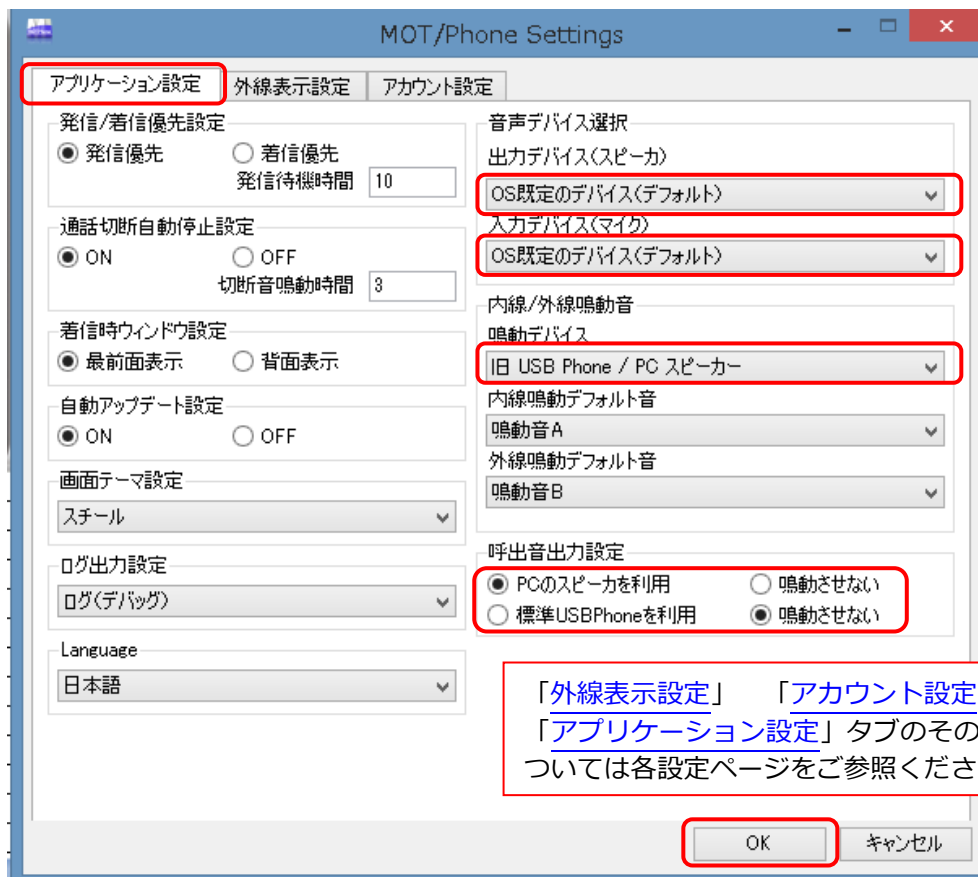 MOT/Phone Settings
アプリケーション設定
外線表示設定
アカウント設定
発信/着信優先設定
発信優先
着信優先
発信待機時間
10
通話切断自動停止設定
ON
OFF
切断音鳴動時間
3
着信時ウィンドウ設定
最前面表示
背面表示
自動アップデート設定
ON
OFF
画面テーマ設定
スチール
ログ出力設定
ログ(デバッグ)
Language
日本語
音声デバイス選択
出力デバイス(スピーカ)
OS既定のデバイス(デフォルト)
入力デバイス(マイク)
OS既定のデバイス(デフォルト)
内線/外線鳴動音
鳴動デバイス
旧 USB Phone / PC スピーカー
内線鳴動デフォルト音
鳴動音A
外線鳴動デフォルト音
鳴動音B
呼出音出力設定
PCのスピーカを利用
鳴動させない
標準USBPhoneを利用
鳴動させない
「外線表示設定」 「アカウント設定
「アプリケーション設定」タブのその
ついては各設定ページをご参照くださ
OK
キャンセル